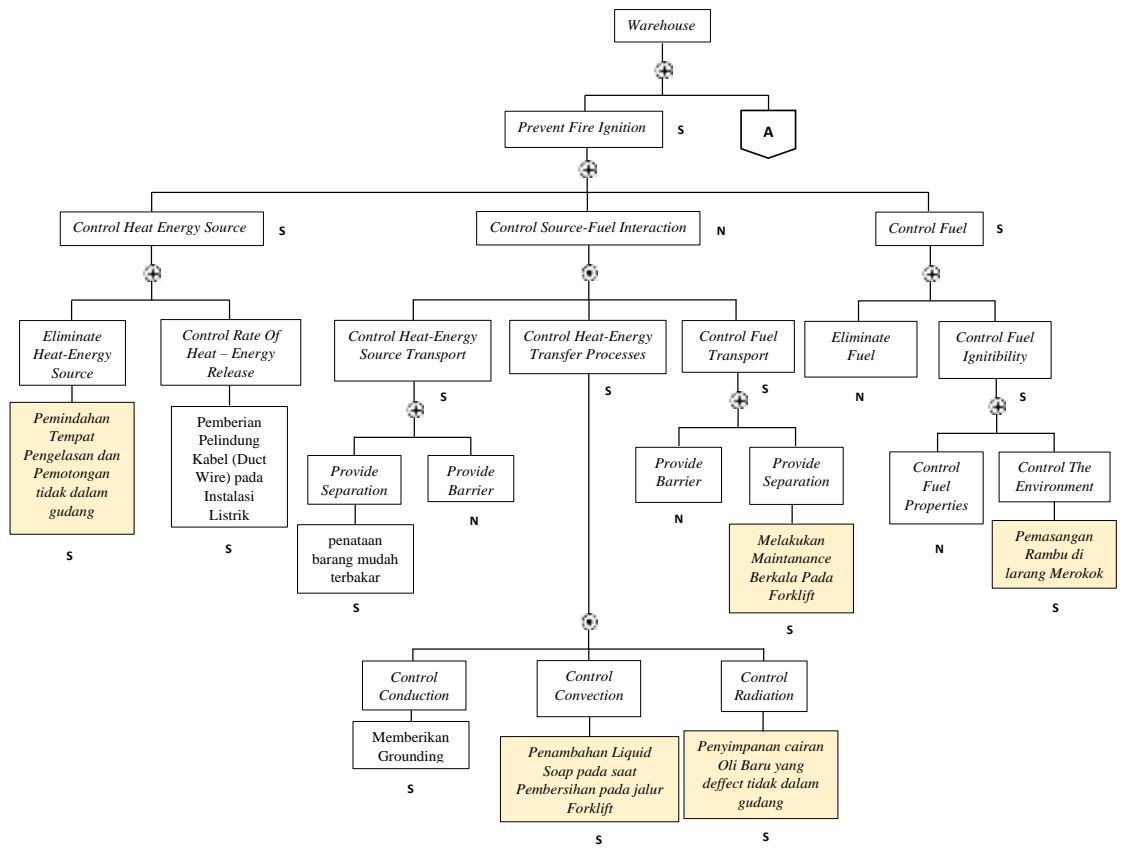 Warehouse
Prevent Fire Ignition
S
A
Control Heat Energy Source
S
Control Source-Fuel Interaction
N
Control Fuel
S
Eliminate
Heat-Energy
Source
Control Rate Of
Heat – Energy
Release
Control Heat-Energy
Source Transport
S
Control Heat-Energy
Transfer Processes
S
Control Fuel
Transport
S
Eliminate
Fuel
N
Control Fuel
Ignitibility
S
Pemindahan
Tempat
Pengelasan dan
Pemotongan
tidak dalam
gudang
S
Pemberian
Pelindung
Kabel (Duct
Wire) pada
Instalasi
Listrik
S
Provide
Separation
Provide
Barrier
N
penataan
barang mudah
terbakar
S
Provide
Barrier
N
Provide
Separation
Melakukan
Maintanance
Berkala Pada
Forklift
S
Control
Fuel
Properties
N
Control The
Environment
Pemasangan
Rambu di
larang Merokok
S
Control
Conduction
Control
Convection
Control
Radiation
Memberikan
Grounding
S
Penambahan Liquid
Soap pada saat
Pembersihan pada jalur
Forklift
S
Penyimpanan cairan
Oli Baru yang
deffect tidak dalam
gudang
S